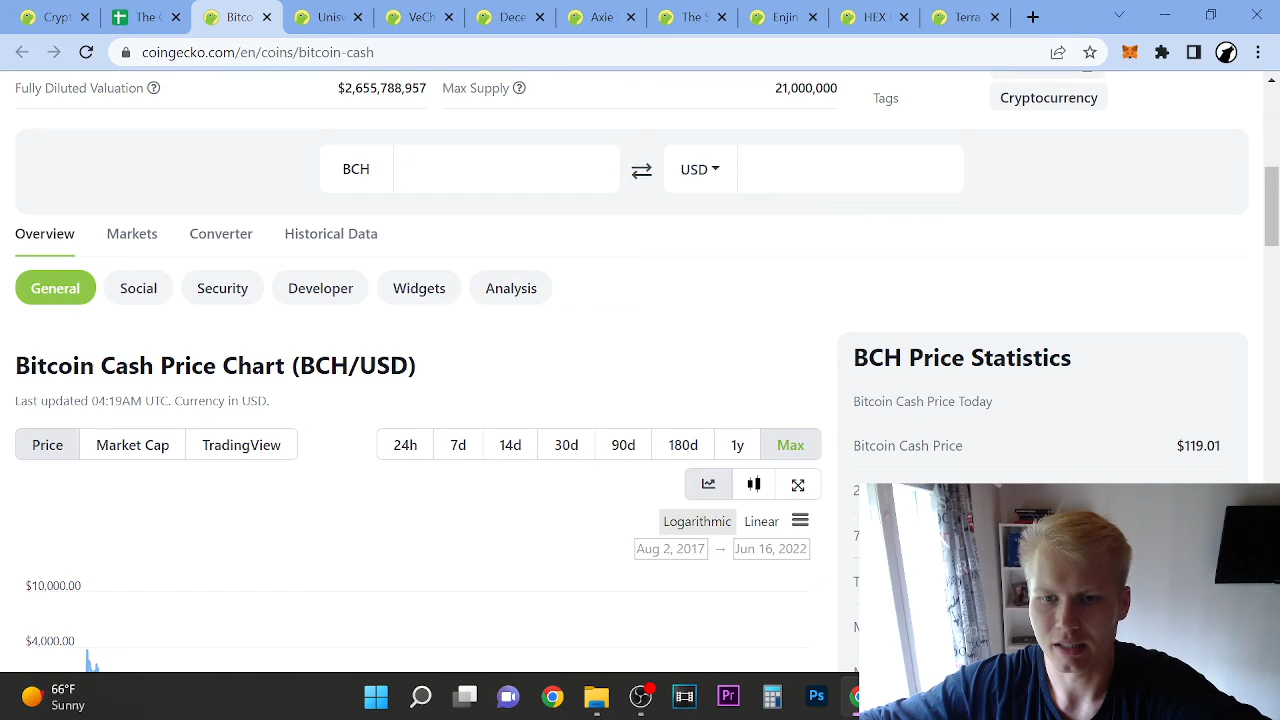 Cryp
The C
Bitco
Unis
VeCh
Comp
Axie
The S
Enjin
HEX
Terra
coingecko.com/en/coins/bitcoin-cash
Fully Diluted Valuation $2,655,788,957 Max Supply 21,000,000
Tags Cryptocurrency
BCH USD
Overview Markets Converter Historical Data
General Social Security Developer Widgets Analysis
Bitcoin Cash Price Chart (BCH/USD)
Last updated 04:19AM UTC. Currency in USD.
Price Market Cap TradingView 24h 7d 14d 30d 90d 180d 1y Max
Logarithmic Linear
Aug 2, 2017 → Jun 16, 2022
$10,000.00
$4,000.00
BCH Price Statistics
Bitcoin Cash Price Today
Bitcoin Cash Price $119.01
66°F
Sunny
Pr
Ps